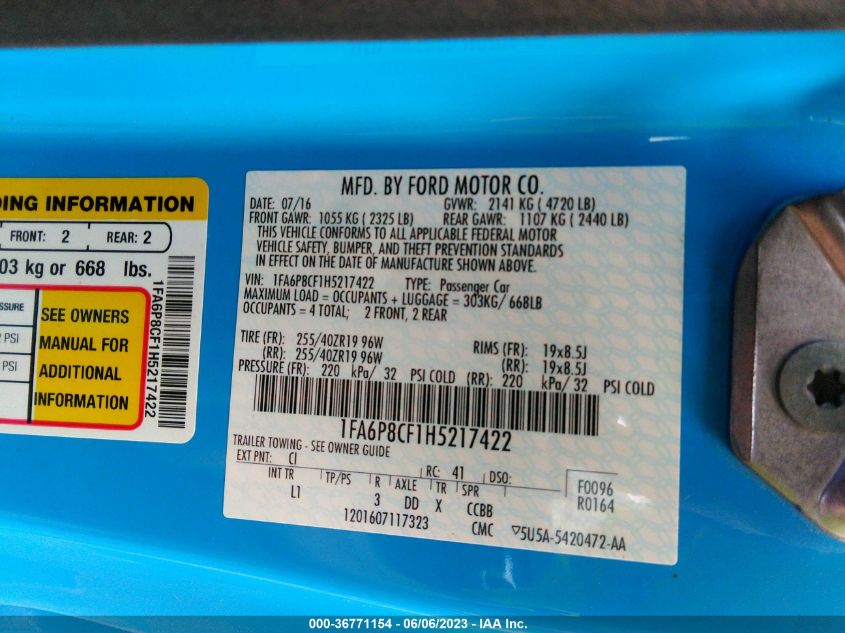 DING INFORMATION
FRONT: 2 REAR: 2
03 kg or 668 lbs.
SSURE
PSI
PSI
SEE OWNERS
MANUAL FOR
ADDITIONAL
INFORMATION
1FA6P8CF1H5217422
MFD. BY FORD MOTOR CO.
DATE: 07/16 GVWR: 2141 KG ( 4720 LB)
FRONT GAWR: 1055 KG ( 2325 LB) REAR GAWR: 1107 KG ( 2440 LB)
THIS VEHICLE CONFORMS TO ALL APPLICABLE FEDERAL MOTOR
VEHICLE SAFETY, BUMPER, AND THEFT PREVENTION STANDARDS
IN EFFECT ON THE DATE OF MANUFACTURE SHOWN ABOVE.
VIN: 1FA6P8CF1H5217422 TYPE: Passenger Car
MAXIMUM LOAD = OCCUPANTS + LUGGAGE = 303KG/ 668LB
OCCUPANTS = 4 TOTAL; 2 FRONT, 2 REAR
TIRE (FR): 255/40ZR19 96W RIMS (FR): 19x8.5J
(RR): 255/40ZR19 96W (RR): 19x8.5J
PRESSURE (FR): 220 kPa/ 32 PSI COLD (RR): 220 kPa/ 32 PSI COLD
1FA6P8CF1H5217422
TRAILER TOWING - SEE OWNER GUIDE
EXT PNT: CI RC: 41 DSO:
INT TR TP/PS R AXLE TR SPR
L1 3 DD X CCBB
F0096
R0164
1201607117323 CMC ▽5U5A-5420472-AA
000-36771154 - 06/06/2023 - IAA Inc.